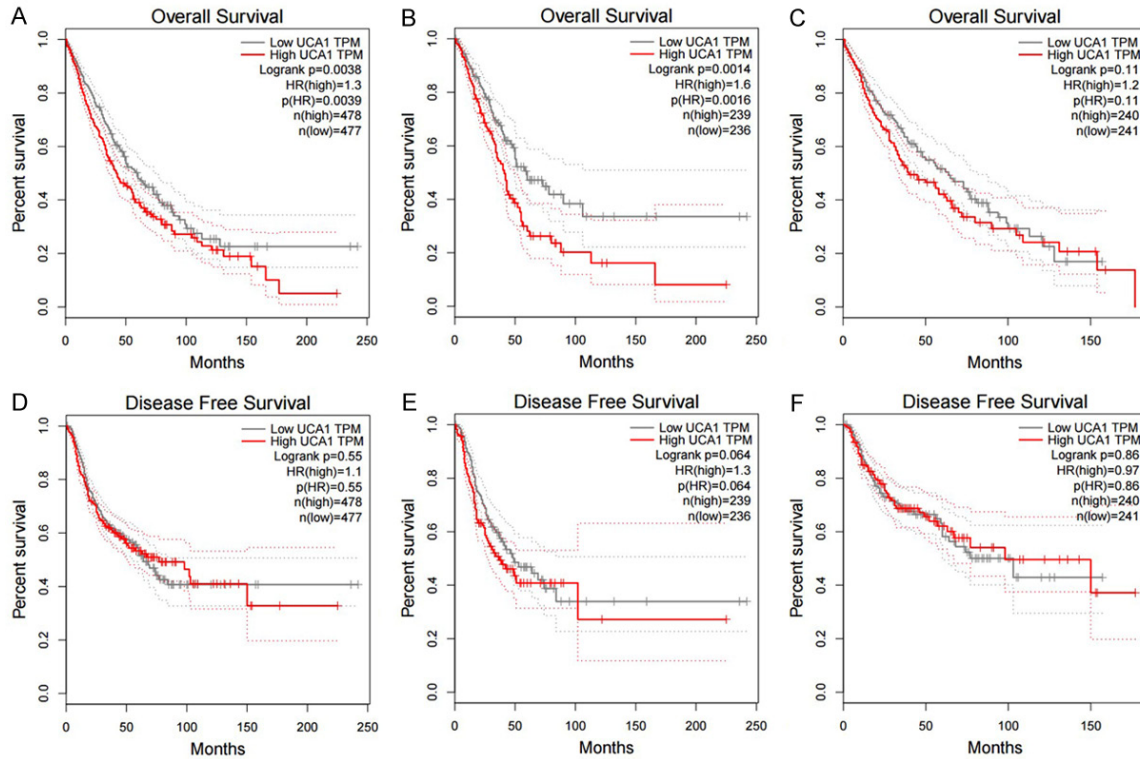 A
Overall Survival
Low UCA1 TPM
High UCA1 TPM
Logrank p=0.0038
HR(high)=1.3
p(HR)=0.0039
n(high)=478
n(low)=477
Percent survival
1.0
0.8
0.6
0.4
0.2
0.0
0 50 100 150 200 250
Months
B
Overall Survival
Low UCA1 TPM
High UCA1 TPM
Logrank p=0.0014
HR(high)=1.6
p(HR)=0.0016
n(high)=239
n(low)=236
Percent survival
1.0
0.8
0.6
0.4
0.2
0.0
0 50 100 150 200 250
Months
C
Overall Survival
Low UCA1 TPM
High UCA1 TPM
Logrank p=0.11
HR(high)=1.2
p(HR)=0.11
n(high)=240
n(low)=241
Percent survival
1.0
0.8
0.6
0.4
0.2
0.0
0 50 100 150
Months
D
Disease Free Survival
Low UCA1 TPM
High UCA1 TPM
Logrank p=0.55
HR(high)=1.1
p(HR)=0.55
n(high)=478
n(low)=477
Percent survival
1.0
0.8
0.6
0.4
0.2
0.0
0 50 100 150 200 250
Months
E
Disease Free Survival
Low UCA1 TPM
High UCA1 TPM
Logrank p=0.064
HR(high)=1.3
p(HR)=0.064
n(high)=239
n(low)=236
Percent survival
1.0
0.8
0.6
0.4
0.2
0.0
0 50 100 150 200 250
Months
F
Disease Free Survival
Low UCA1 TPM
High UCA1 TPM
Logrank p=0.86
HR(high)=0.97
p(HR)=0.86
n(high)=240
n(low)=241
Percent survival
1.0
0.8
0.6
0.4
0.2
0.0
0 50 100 150
Months